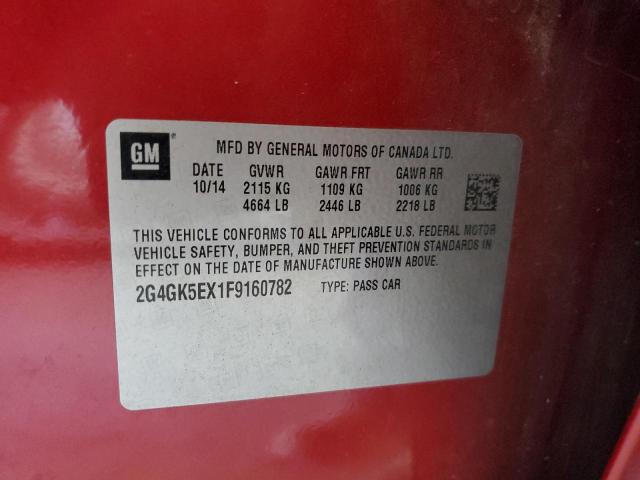 GM
MFD BY GENERAL MOTORS OF CANADA LTD.
DATE GVWR GAWR FRT GAWR RR
10/14 2115 KG 1109 KG 1006 KG
4664 LB 2446 LB 2218 LB
THIS VEHICLE CONFORMS TO ALL APPLICABLE U.S. FEDERAL MOTOR
VEHICLE SAFETY, BUMPER, AND THEFT PREVENTION STANDARDS IN
EFFECT ON THE DATE OF MANUFACTURE SHOWN ABOVE.
2G4GK5EX1F9160782 TYPE: PASS CAR